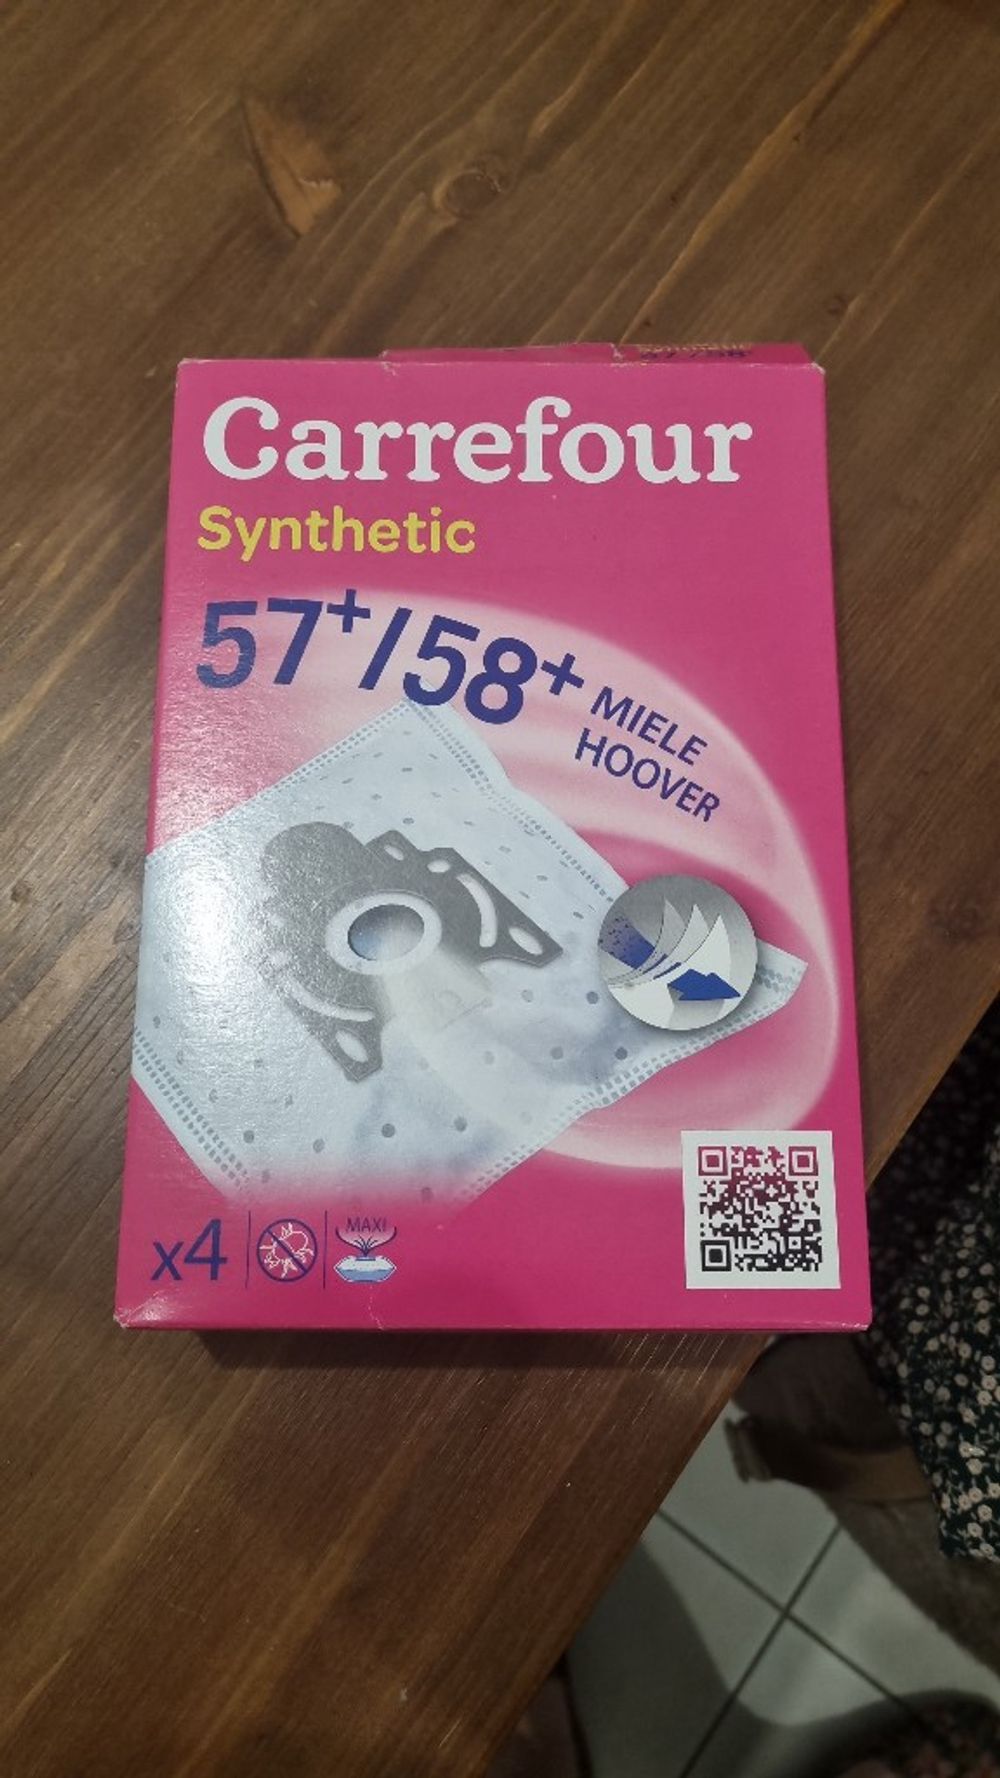 Carrefour
Synthetic
57+/58+
MIELE
HOOVER
x4
MAXI